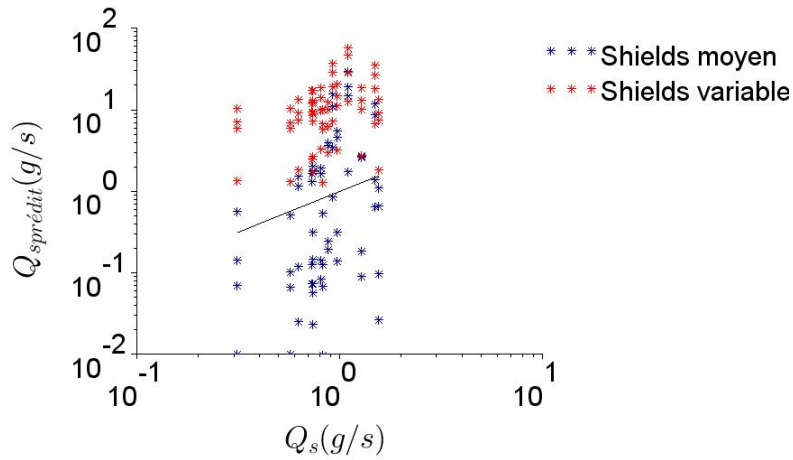 10^2
10^1
10^0
10^-1
10^-2
Q_sprédit(g/s)
10^-1
10^0
10^1
Q_s(g/s)
Shields moyen
Shields variable